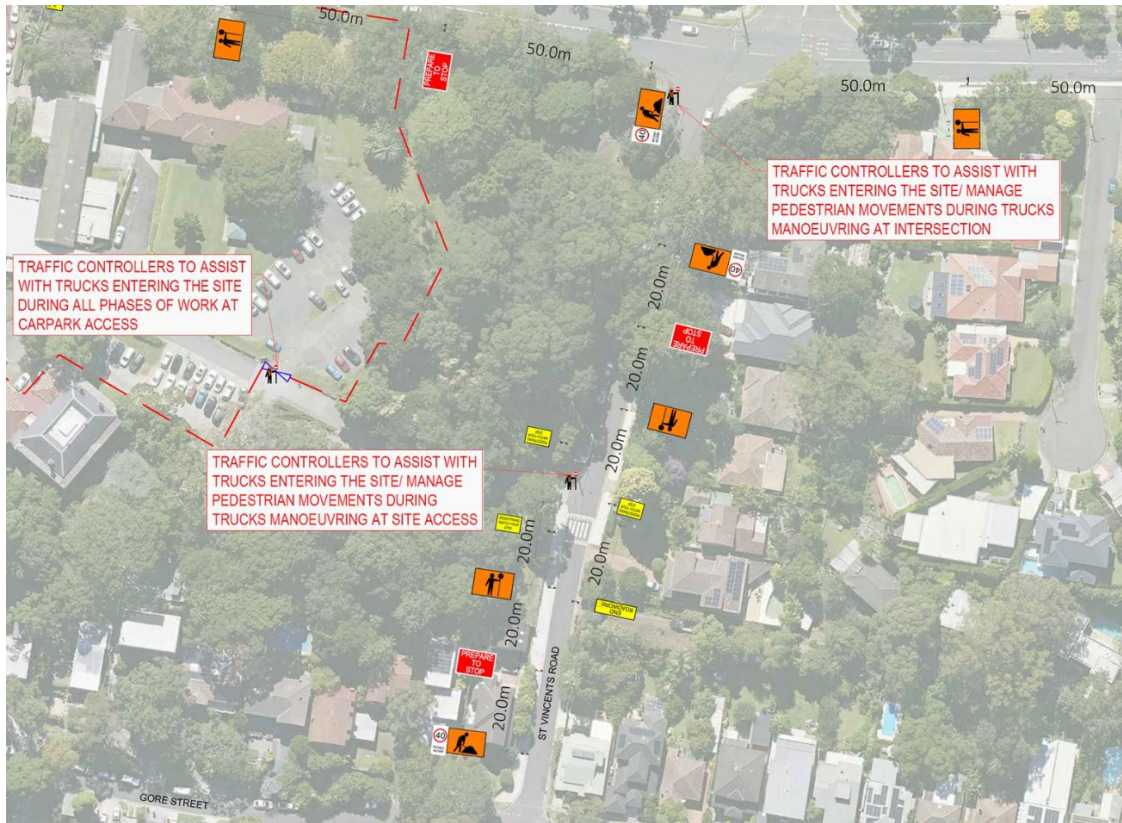 50.0m
PREPARE
TO
STOP
50.0m
50.0m
50.0m
40
TRAFFIC CONTROLLERS TO ASSIST WITH
TRUCKS ENTERING THE SITE/ MANAGE
PEDESTRIAN MOVEMENTS DURING TRUCKS
MANOEUVRING AT INTERSECTION
TRAFFIC CONTROLLERS TO ASSIST
WITH TRUCKS ENTERING THE SITE
DURING ALL PHASES OF WORK AT
CARPARK ACCESS
20.0m
40
PREPARE
TO
STOP
20.0m
20.0m
TRAFFIC CONTROLLERS TO ASSIST WITH
TRUCKS ENTERING THE SITE/ MANAGE
PEDESTRIAN MOVEMENTS DURING
TRUCKS MANOEUVRING AT SITE ACCESS
20.0m
20.0m
END
ROADWORK
20.0m
PREPARE
TO
STOP
20.0m
ST VINCENTS ROAD
40
GORE STREET